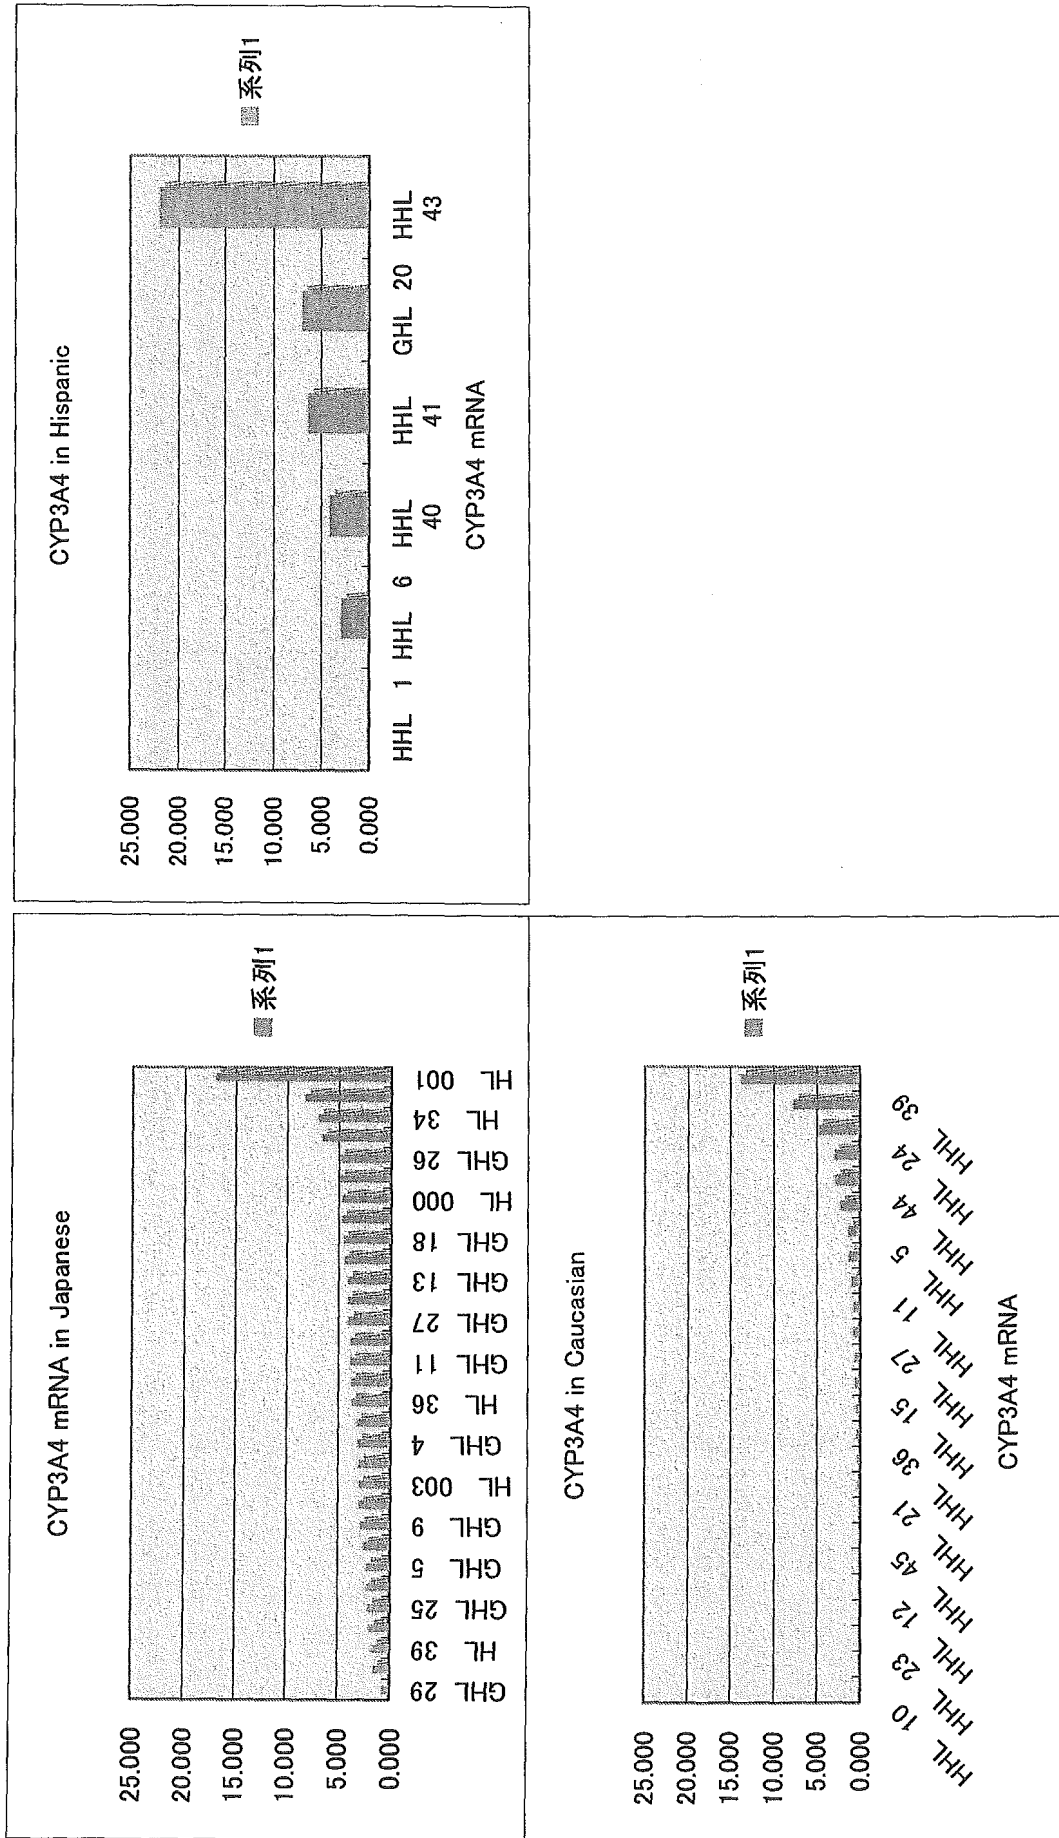 CYP3A4 mRNA in Japanese
25.000
20.000
15.000
10.000
5.000
0.000
GHL 29
HL 39
GHL 25
GHL 5
GHL 9
HL 003
GHL 4
HL 36
GHL 11
GHL 27
GHL 13
GHL 18
HL 000
GHL 26
HL 34
HL 001
系列1
CYP3A4 in Hispanic
25.000
20.000
15.000
10.000
5.000
0.000
HHL 1
HHL 6
HHL
40
HHL
41
GHL 20
HHL
43
CYP3A4 mRNA
系列1
CYP3A4 in Caucasian
25.000
20.000
15.000
10.000
5.000
0.000
HHL 10
HHL 23
HHL 12
HHL 45
HHL 21
HHL 36
HHL 15
HHL 27
HHL 11
HHL 5
HHL 44
HHL 24
HHL 39
CYP3A4 mRNA
系列1